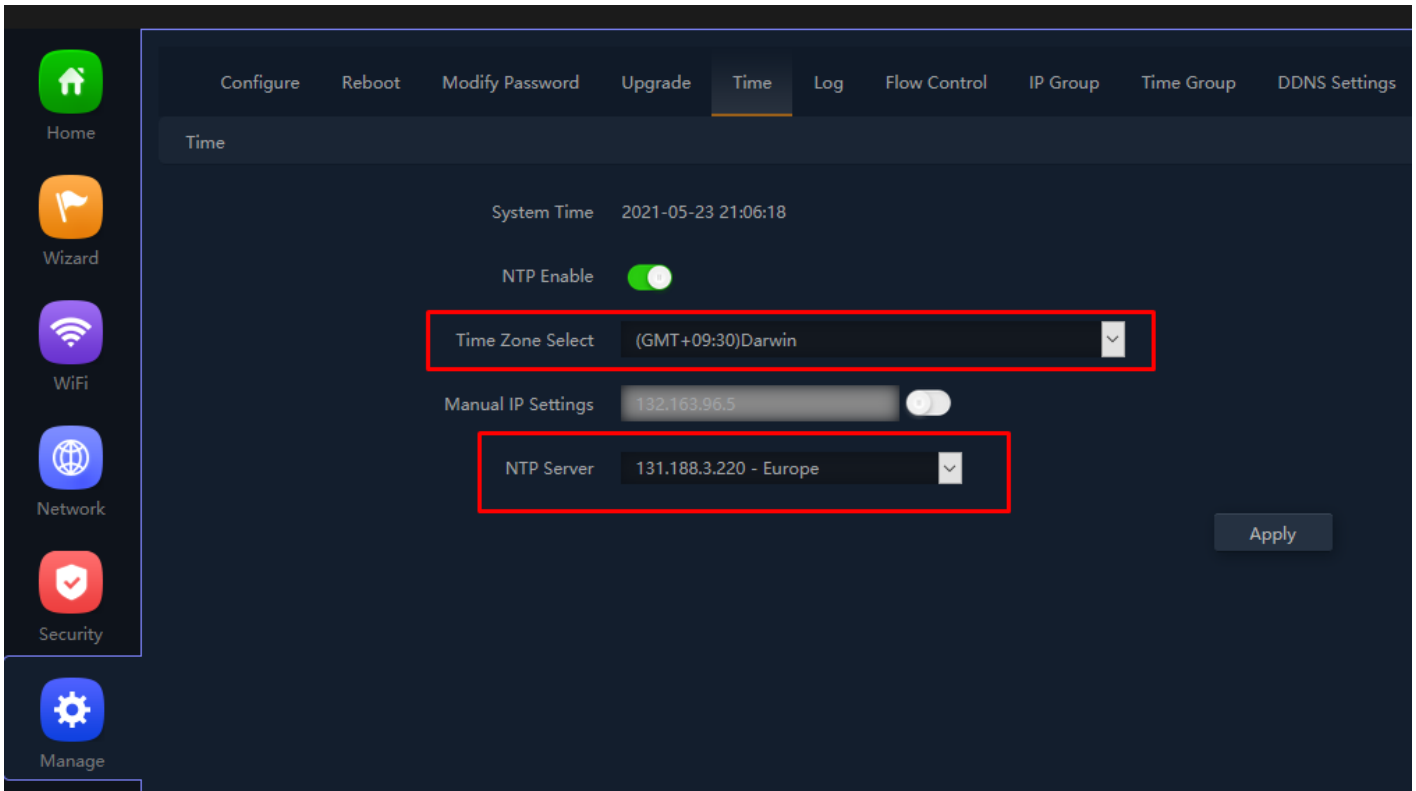 Home
Wizard
WiFi
Network
Security
Manage
Configure Reboot Modify Password Upgrade Time Log Flow Control IP Group Time Group DDNS Settings
Time
System Time 2021-05-23 21:06:18
NTP Enable
Time Zone Select (GMT+09:30)Darwin
Manual IP Settings 132.163.96.5
NTP Server 131.188.3.220 - Europe
Apply